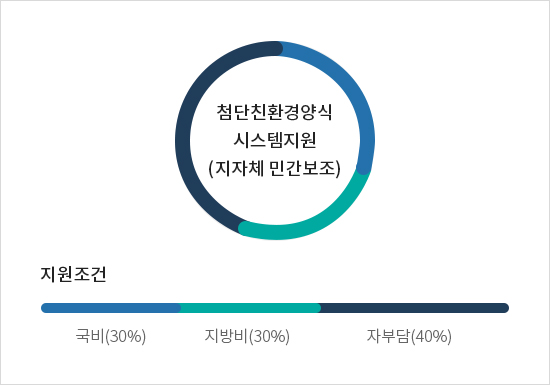 첨단친환경양식
시스템지원
(지자체 민간보조)
지원조건
국비(30%) 지방비(30%) 자부담(40%)